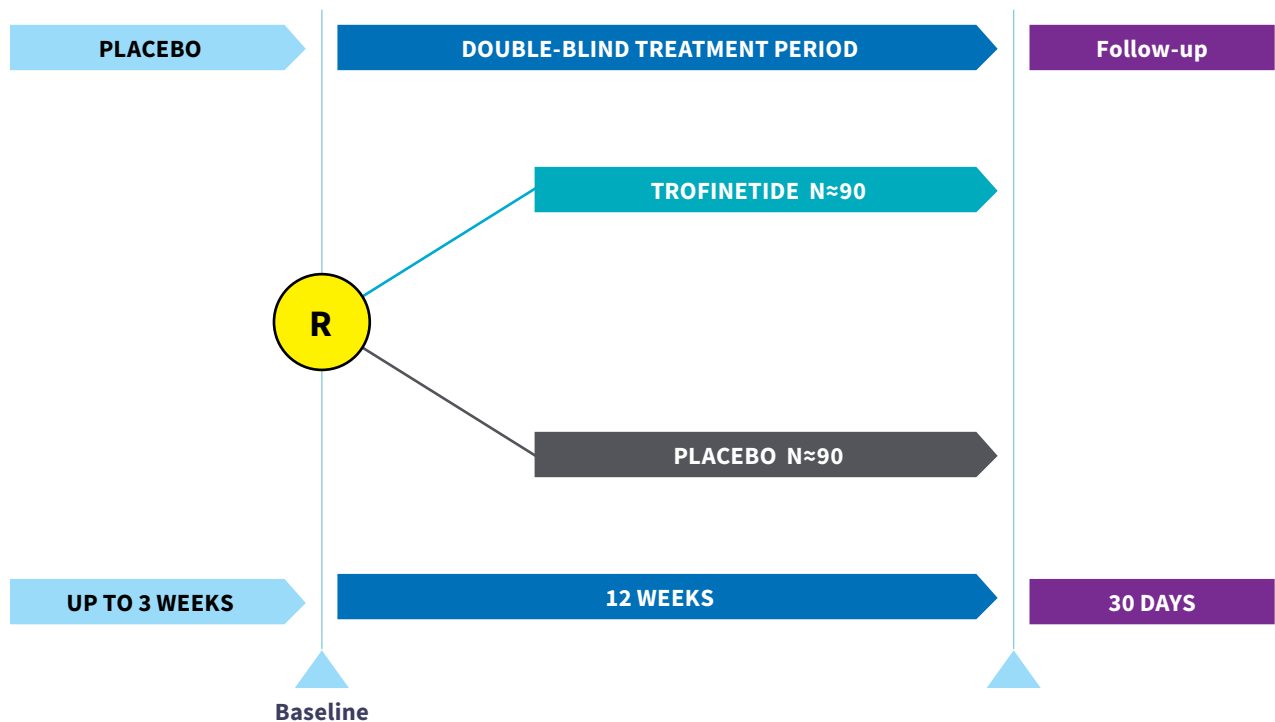 PLACEBO
DOUBLE-BLIND TREATMENT PERIOD
Follow-up
TROFINETIDE N≈90
R
PLACEBO N≈90
UP TO 3 WEEKS
12 WEEKS
30 DAYS
Baseline